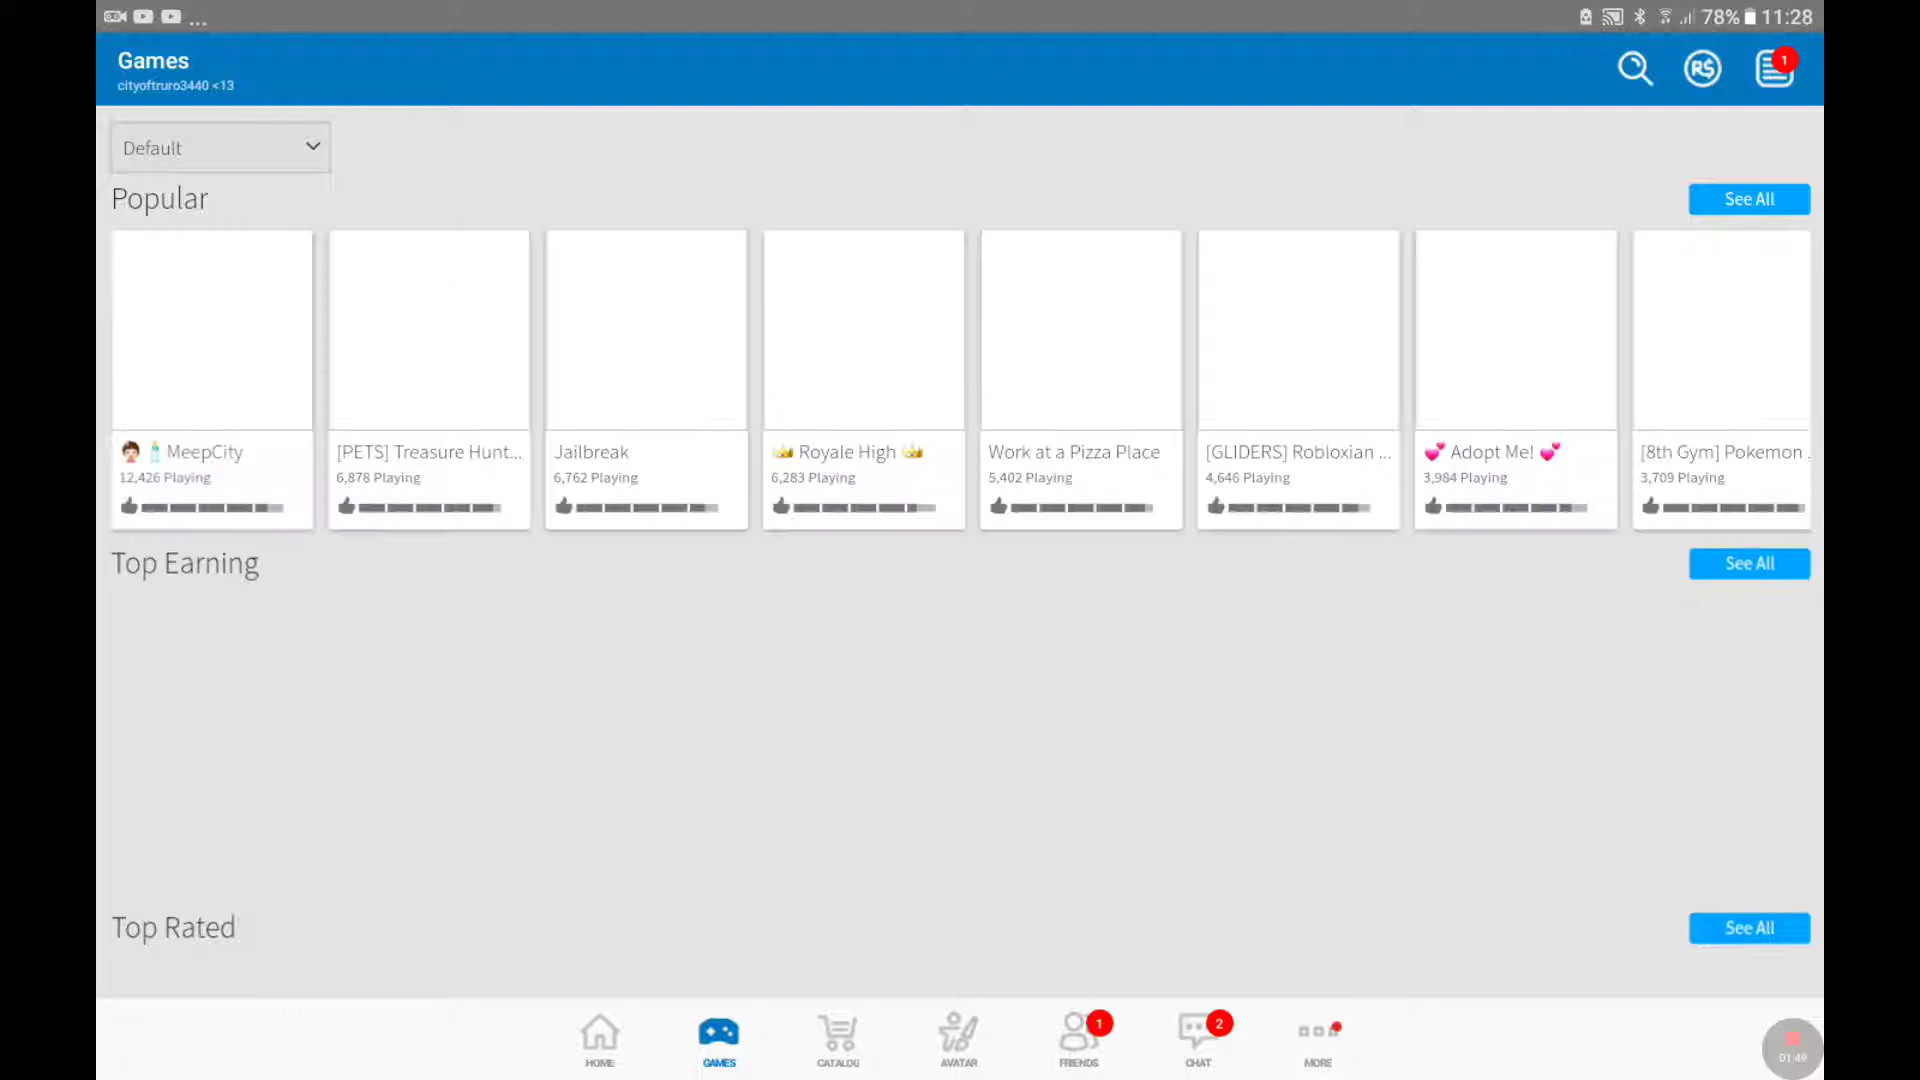 ... 78% 11:28
Games
cityoftruro3440 <13
R$ 1
Default
Popular See All
MeepCity [PETS] Treasure Hunt... Jailbreak Royale High Work at a Pizza Place [GLIDERS] Robloxian ... Adopt Me! [8th Gym] Pokemon .
12,426 Playing 6,878 Playing 6,762 Playing 6,283 Playing 5,402 Playing 4,646 Playing 3,984 Playing 3,709 Playing
Top Earning See All
Top Rated See All
1 2
HOME GAMES CATALOG AVATAR FRIENDS CHAT MORE
01:49